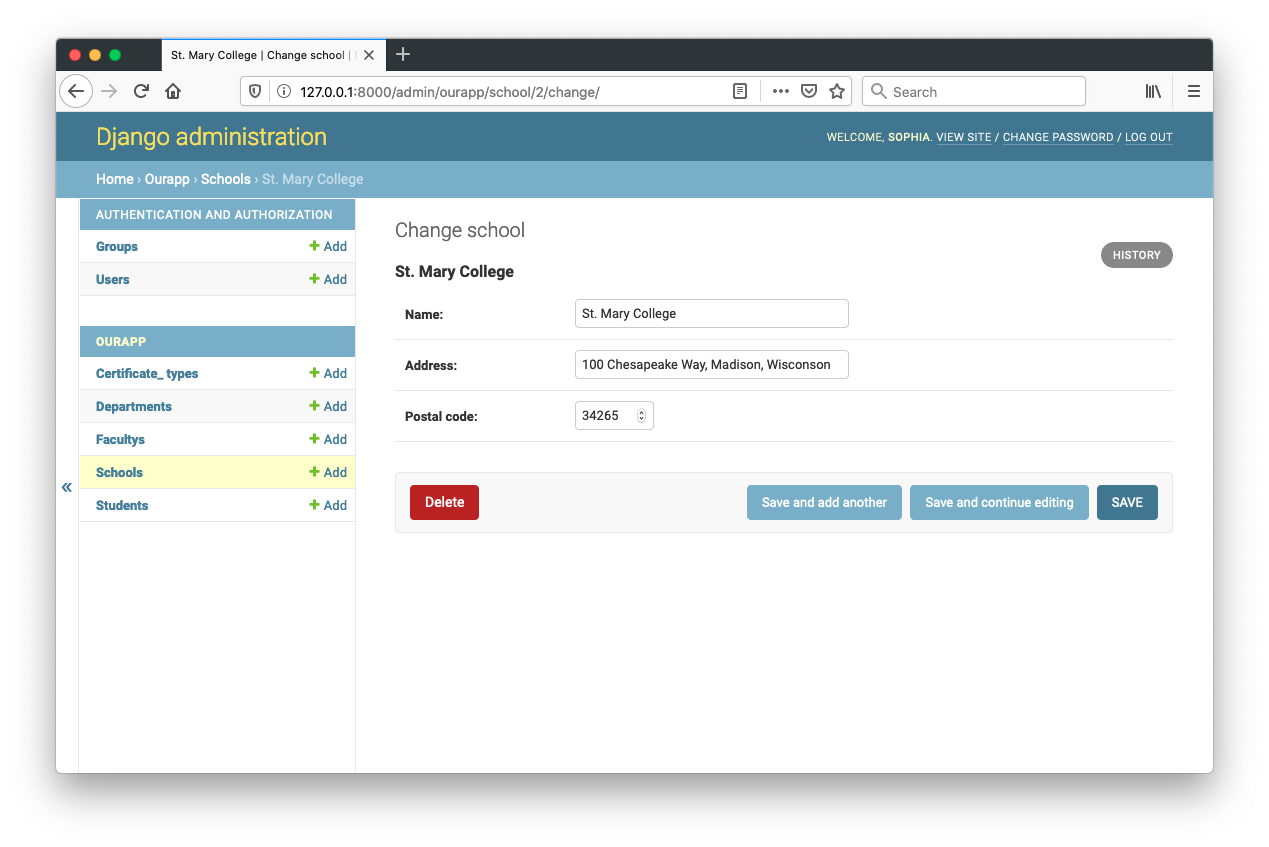 St. Mary College | Change school |
127.0.0.1:8000/admin/ourapp/school/2/change/
Search
Django administration
WELCOME, SOPHIA. VIEW SITE / CHANGE PASSWORD / LOG OUT
Home › Ourapp › Schools › St. Mary College
AUTHENTICATION AND AUTHORIZATION
Groups + Add
Users + Add
OURAPP
Certificate_ types + Add
Departments + Add
Facultys + Add
Schools + Add
Students + Add
«
Change school
HISTORY
St. Mary College
Name: St. Mary College
Address: 100 Chesapeake Way, Madison, Wisconson
Postal code: 34265
Delete Save and add another Save and continue editing SAVE